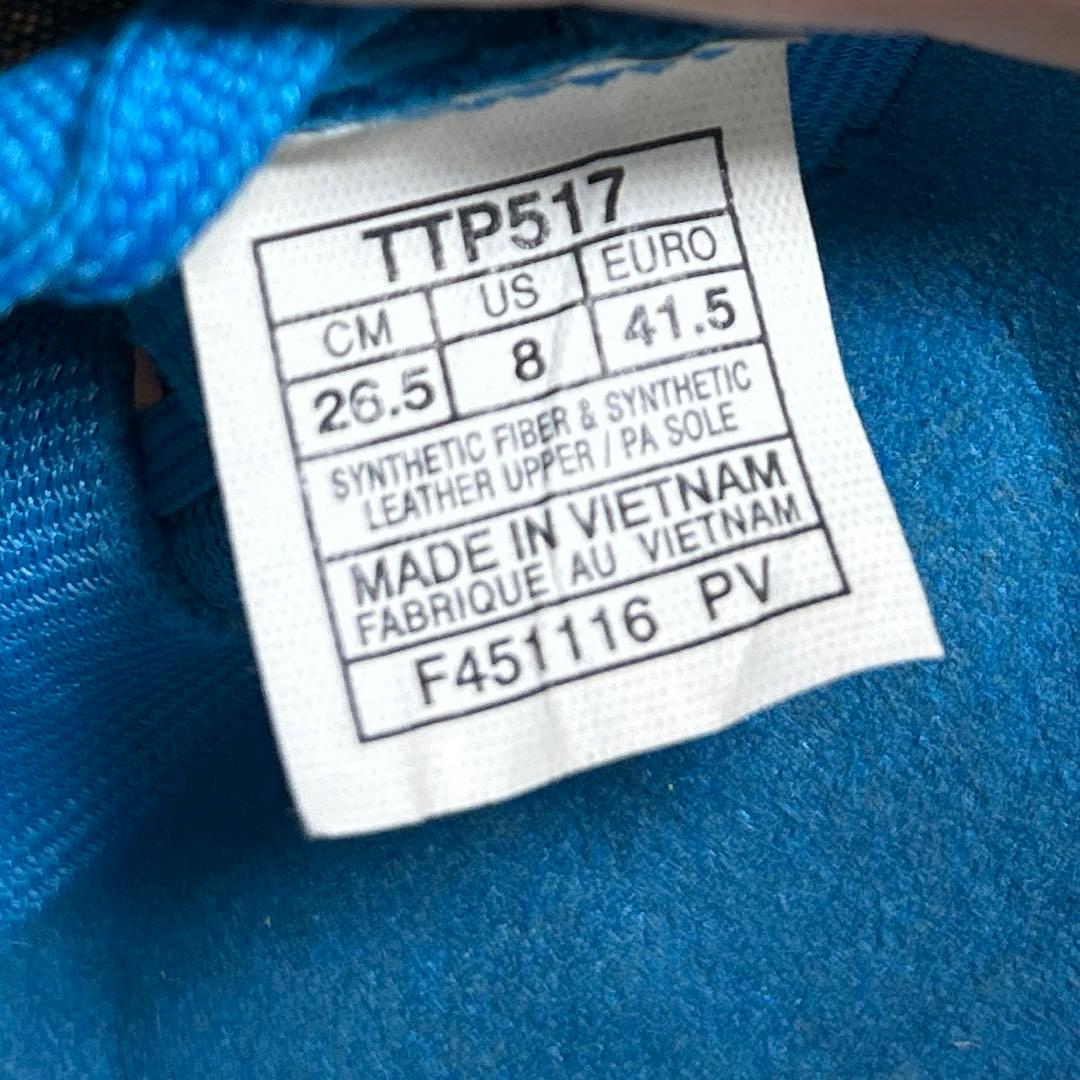 TTP517
CM US EURO
26.5 8 41.5
SYNTHETIC FIBER & SYNTHETIC
LEATHER UPPER / PA SOLE
MADE IN VIETNAM
FABRIQUE AU VIETNAM
F451116 PV